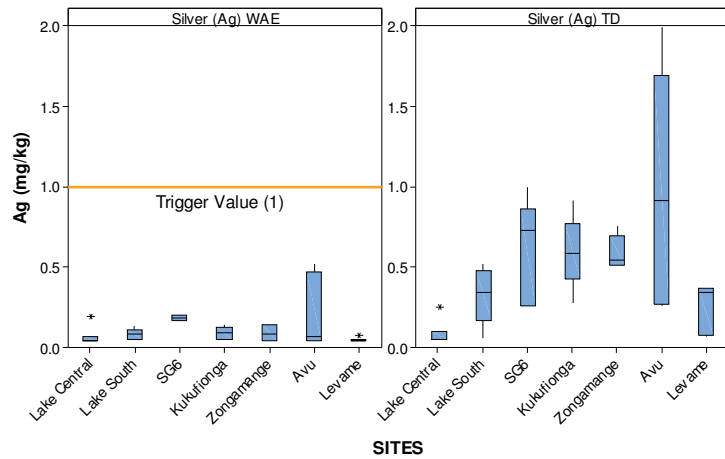 Silver (Ag) WAE
Silver (Ag) TD
2.0
2.0
1.5
1.5
1.0
1.0
Trigger Value (1)
0.5
0.5
0.0
0.0
Ag (mg/kg)
Lake Central
Lake South
SG6
Kukufionga
Zongamange
Avu
Levame
Lake Central
Lake South
SG6
Kukufionga
Zongamange
Avu
Levame
SITES